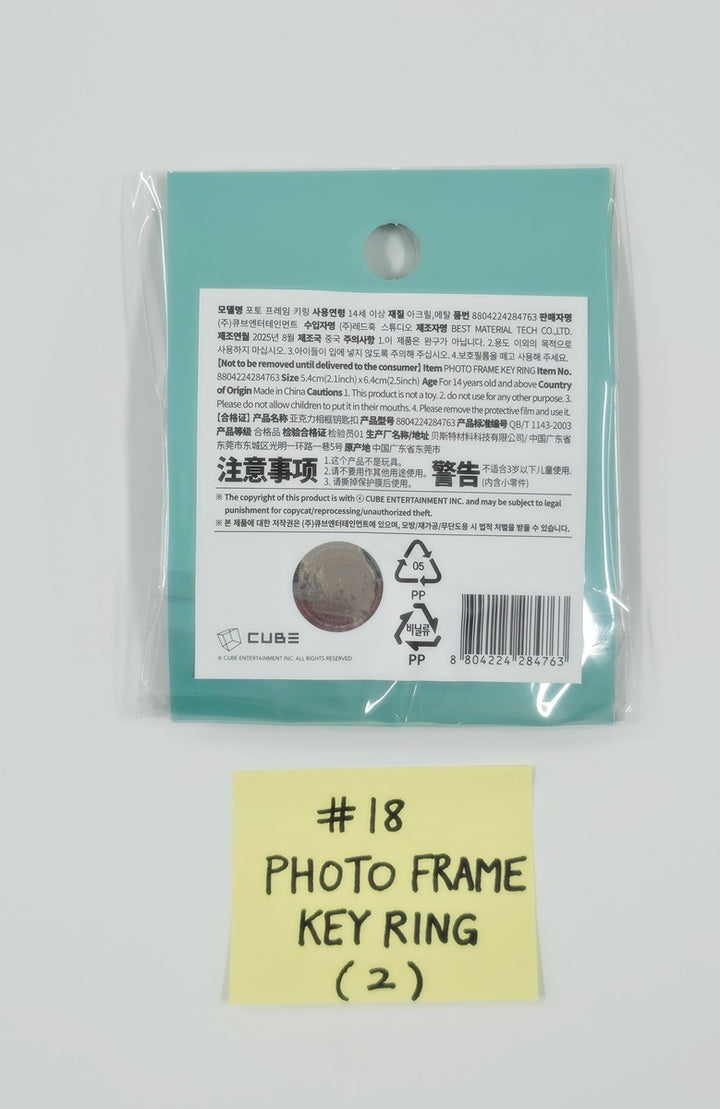 모델명 포토 프레임 키링 사용연령 14세 이상 재질 아크릴,메탈 품번 8804224284763 판매자명
(주)큐브엔터테인먼트 수입자명 (주)레드훅 스튜디오 제조자명 BEST MATERIAL TECH CO.,LTD.
제조연월 2025년 8월 제조국 중국 주의사항 1.이 제품은 완구가 아닙니다. 2.용도 이외의 목적으로
사용하지 마십시오. 3.아이들이 입에 넣지 않도록 주의해 주십시오. 4.보호필름을 떼고 사용해 주세요.
[Not to be removed until delivered to the consumer] Item PHOTO FRAME KEY RING Item No.
8804224284763 Size 5.4cm(2.1inch) x 6.4cm(2.5inch) Age For 14 years old and above Country
of Origin Made in China Cautions 1. This product is not a toy. 2. do not use for any other purpose. 3.
Please do not allow children to put it in their mouths. 4. Please remove the protective film and use it.
【合格证】产品名称 亚克力相框钥匙扣 产品型号 8804224284763 产品标准编号 QB/T 1143-2003
产品等级 合格品 检验合格证 检验员01 生产厂名称/地址 贝斯特材料科技有限公司/ 中国广东省
东莞市东城区光明一环路一巷5号 原产地 中国广东省东莞市
注意事项
1.这个产品不是玩具。
2.请不要用作其他用途使用。
3. 请撕掉保护膜后使用。
警告
不适合3岁以下儿童使用.
(内含小零件)
※ The copyright of this product is with ⓒ CUBE ENTERTAINMENT INC. and may be subject to legal
punishment for copycat/reprocessing/unauthorized theft.
※ 본 제품에 대한 저작권은 (주)큐브엔터테인먼트에 있으며, 모방/재가공/무단도용 시 법적 처벌을 받을 수 있습니다.
05
PP
비닐류
PP
CUBE
© CUBE ENTERTAINMENT INC. ALL RIGHTS RESERVED.
8 804224 284763
#18
PHOTO FRAME
KEY RING
(2)